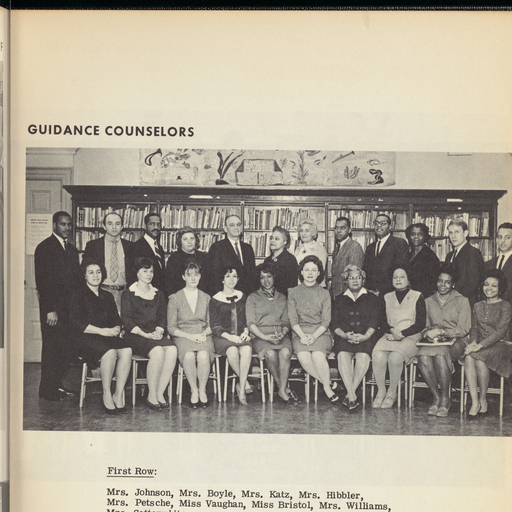 GUIDANCE COUNSELORS
First Row:
Mrs. Johnson, Mrs. Boyle, Mrs. Katz, Mrs. Hibbler,
Mrs. Petsche, Miss Vaughan, Miss Bristol, Mrs. Williams,